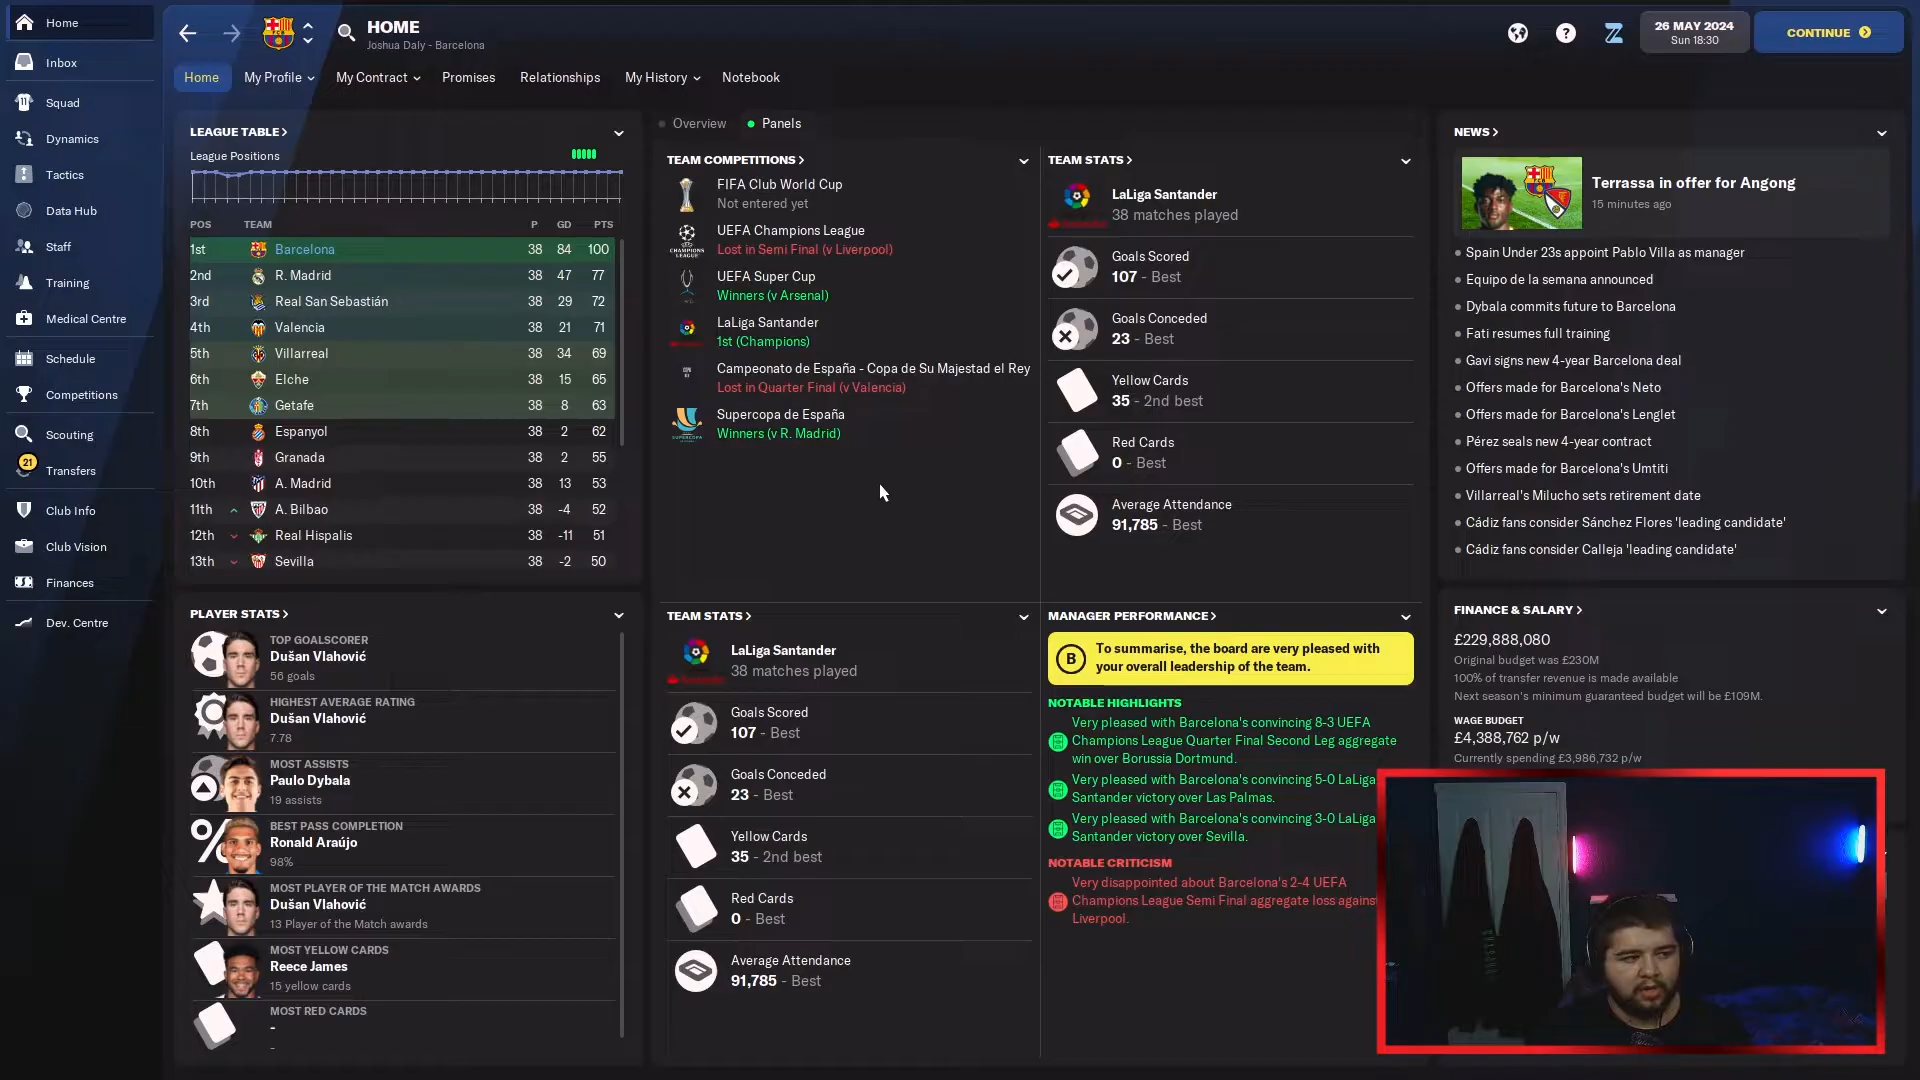 Home
Inbox
Squad
Dynamics
Tactics
Data Hub
Staff
Training
Medical Centre
Schedule
Competitions
Scouting
21
Transfers
Club Info
Club Vision
Finances
Dev. Centre
HOME
Joshua Daly - Barcelona
26 MAY 2024
Sun 18:30
CONTINUE
Home
My Profile
My Contract
Promises
Relationships
My History
Notebook
LEAGUE TABLE >
League Positions
POS TEAM P GD PTS
1st Barcelona 38 84 100
2nd R. Madrid 38 47 77
3rd Real San Sebastián 38 29 72
4th Valencia 38 21 71
5th Villarreal 38 34 69
6th Elche 38 15 65
7th Getafe 38 8 63
8th Espanyol 38 2 62
9th Granada 38 2 55
10th A. Madrid 38 13 53
11th A. Bilbao 38 -4 52
12th Real Hispalis 38 -11 51
13th Sevilla 38 -2 50
PLAYER STATS >
TOP GOALSCORER
Dušan Vlahović
56 goals
HIGHEST AVERAGE RATING
Dušan Vlahović
7.78
MOST ASSISTS
Paulo Dybala
19 assists
BEST PASS COMPLETION
Ronald Araújo
98%
MOST PLAYER OF THE MATCH AWARDS
Dušan Vlahović
13 Player of the Match awards
MOST YELLOW CARDS
Reece James
15 yellow cards
MOST RED CARDS
-
-
Overview
Panels
TEAM COMPETITIONS >
FIFA Club World Cup
Not entered yet
UEFA Champions League
Lost in Semi Final (v Liverpool)
UEFA Super Cup
Winners (v Arsenal)
LaLiga Santander
1st (Champions)
Campeonato de España - Copa de Su Majestad el Rey
Lost in Quarter Final (v Valencia)
Supercopa de España
Winners (v R. Madrid)
TEAM STATS >
LaLiga Santander
38 matches played
Goals Scored
107 - Best
Goals Conceded
23 - Best
Yellow Cards
35 - 2nd best
Red Cards
0 - Best
Average Attendance
91,785 - Best
TEAM STATS >
LaLiga Santander
38 matches played
Goals Scored
107 - Best
Goals Conceded
23 - Best
Yellow Cards
35 - 2nd best
Red Cards
0 - Best
Average Attendance
91,785 - Best
MANAGER PERFORMANCE >
B
To summarise, the board are very pleased with
your overall leadership of the team.
NOTABLE HIGHLIGHTS
Very pleased with Barcelona's convincing 8-3 UEFA
Champions League Quarter Final Second Leg aggregate
win over Borussia Dortmund.
Very pleased with Barcelona's convincing 5-0 LaLiga
Santander victory over Las Palmas.
Very pleased with Barcelona's convincing 3-0 LaLiga
Santander victory over Sevilla.
NOTABLE CRITICISM
Very disappointed about Barcelona's 2-4 UEFA
Champions League Semi Final aggregate loss against
Liverpool.
NEWS >
Terrassa in offer for Angong
15 minutes ago
Spain Under 23s appoint Pablo Villa as manager
Equipo de la semana announced
Dybala commits future to Barcelona
Fati resumes full training
Gavi signs new 4-year Barcelona deal
Offers made for Barcelona's Neto
Offers made for Barcelona's Lenglet
Pérez seals new 4-year contract
Offers made for Barcelona's Umtiti
Villarreal's Milucho sets retirement date
Cádiz fans consider Sánchez Flores 'leading candidate'
Cádiz fans consider Calleja 'leading candidate'
FINANCE & SALARY >
£229,888,080
Original budget was £230M
100% of transfer revenue is made available
Next season's minimum guaranteed budget will be £109M.
WAGE BUDGET
£4,388,762 p/w
Currently spending £3,986,732 p/w